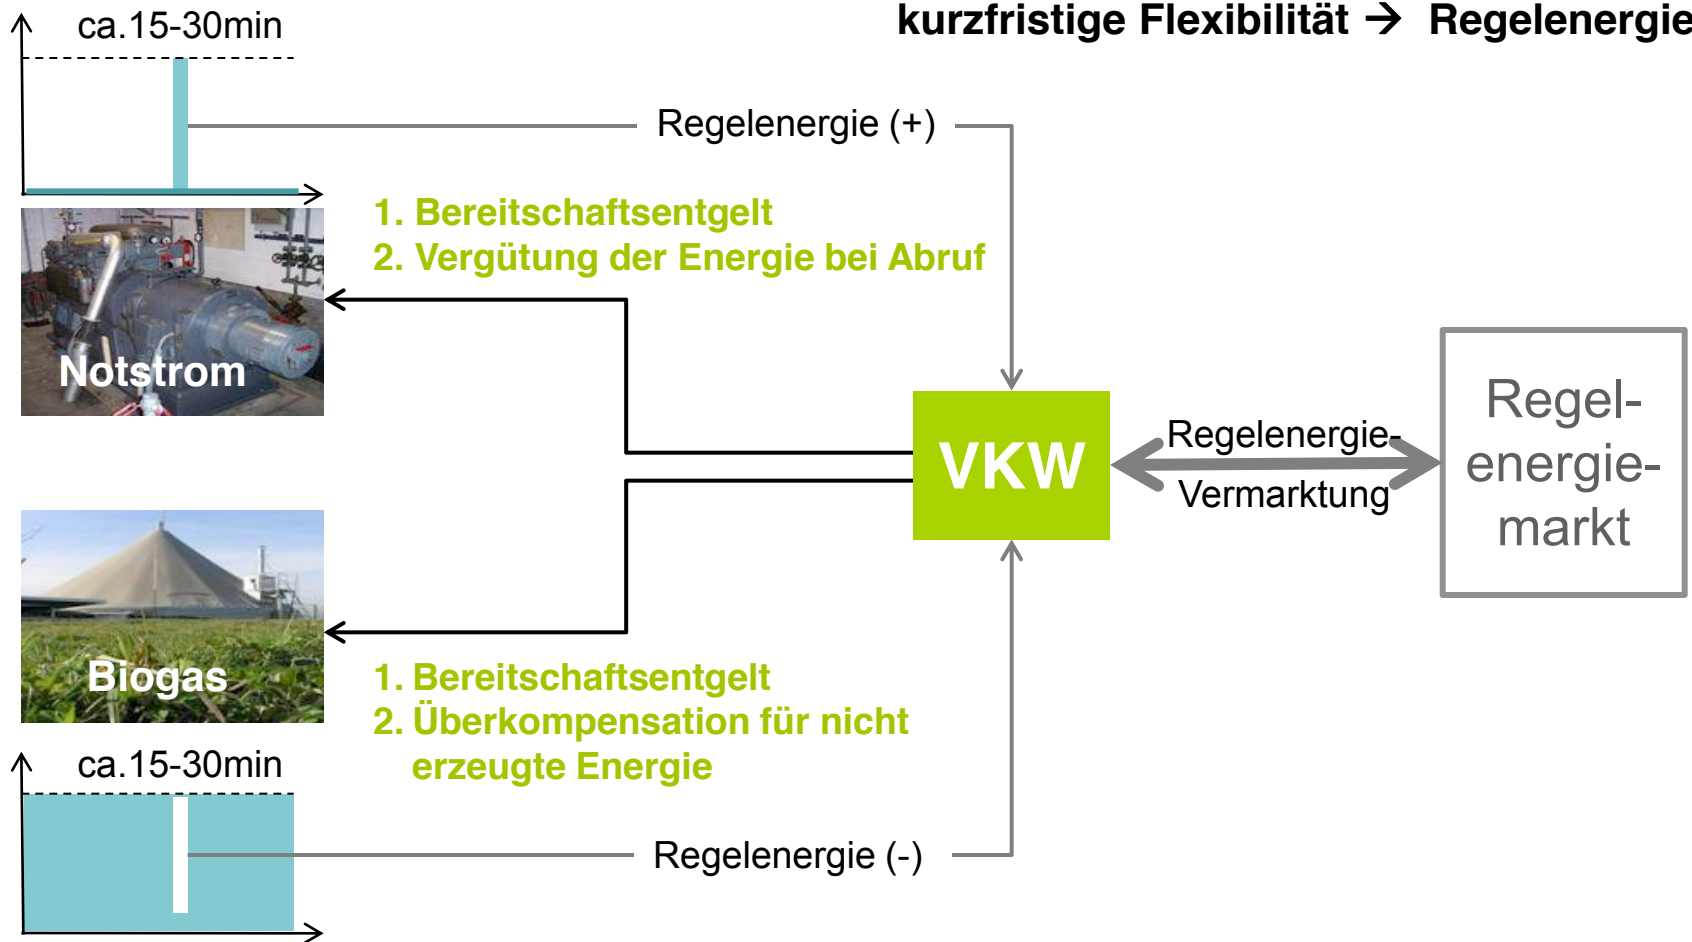 kurzfristige Flexibilität → Regelenergie
ca.15-30min
Regelenergie (+)
1. Bereitschaftsentgelt
2. Vergütung der Energie bei Abruf
Notstrom
VKW
Regelenergie-
Vermarktung
Regel-
energie-
markt
Biogas
1. Bereitschaftsentgelt
2. Überkompensation für nicht
erzeugte Energie
ca.15-30min
Regelenergie (-)